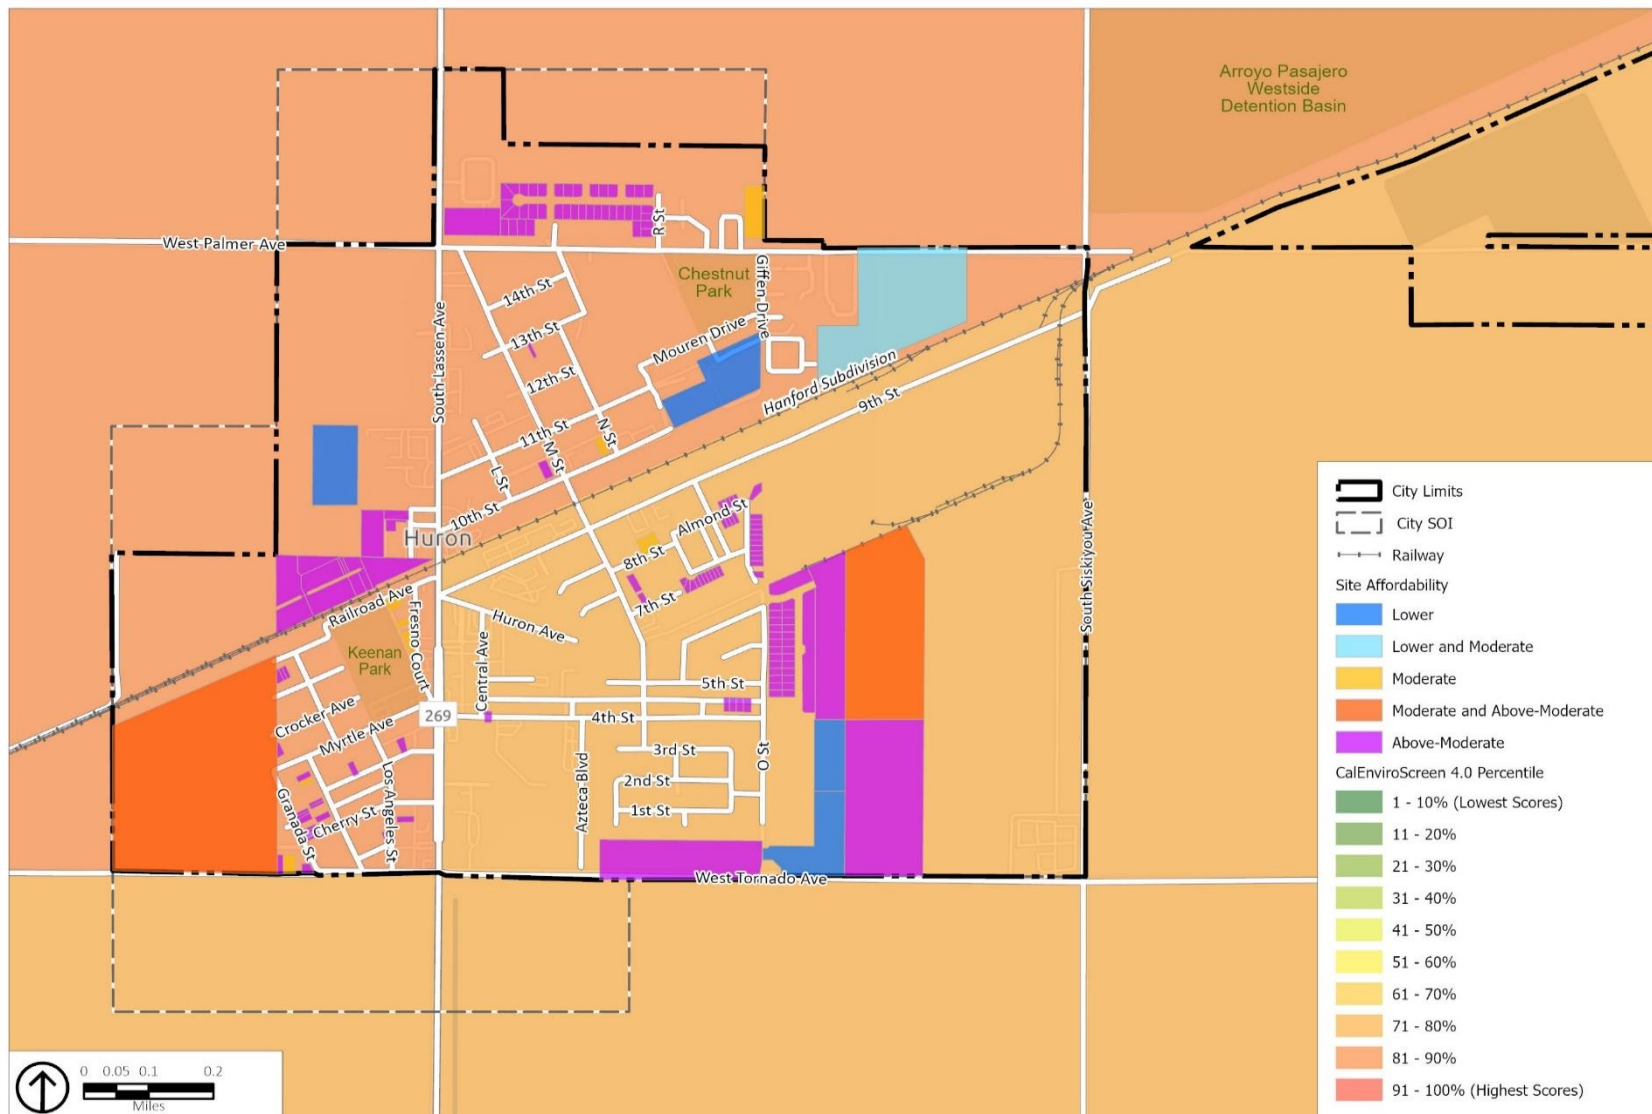 Arroyo Pasajero
Westside
Detention Basin
West Palmer Ave
R St
Chestnut
Park
Giffen Drive
14th St
13th St
12th St
11th St
10th St
Mouren Drive
South Lassen Ave
Hanford Subdivision
9th St
N St
M St
L St
Huron
Almond St
8th St
7th St
Railroad Ave
Fresno Court
Keenan
Park
Huron Ave
Central Ave
South Siskiyou Ave
269
5th St
4th St
3rd St
2nd St
1st St
O St
Azteca Blvd
Crocker Ave
Myrtle Ave
Los Angeles St
Granada St
Cherry St
West Tornado Ave
City Limits
City SOI
Railway
Site Affordability
Lower
Lower and Moderate
Moderate
Moderate and Above-Moderate
Above-Moderate
CalEnviroScreen 4.0 Percentile
1 - 10% (Lowest Scores)
11 - 20%
21 - 30%
31 - 40%
41 - 50%
51 - 60%
61 - 70%
71 - 80%
81 - 90%
91 - 100% (Highest Scores)
0 0.05 0.1 0.2
Miles